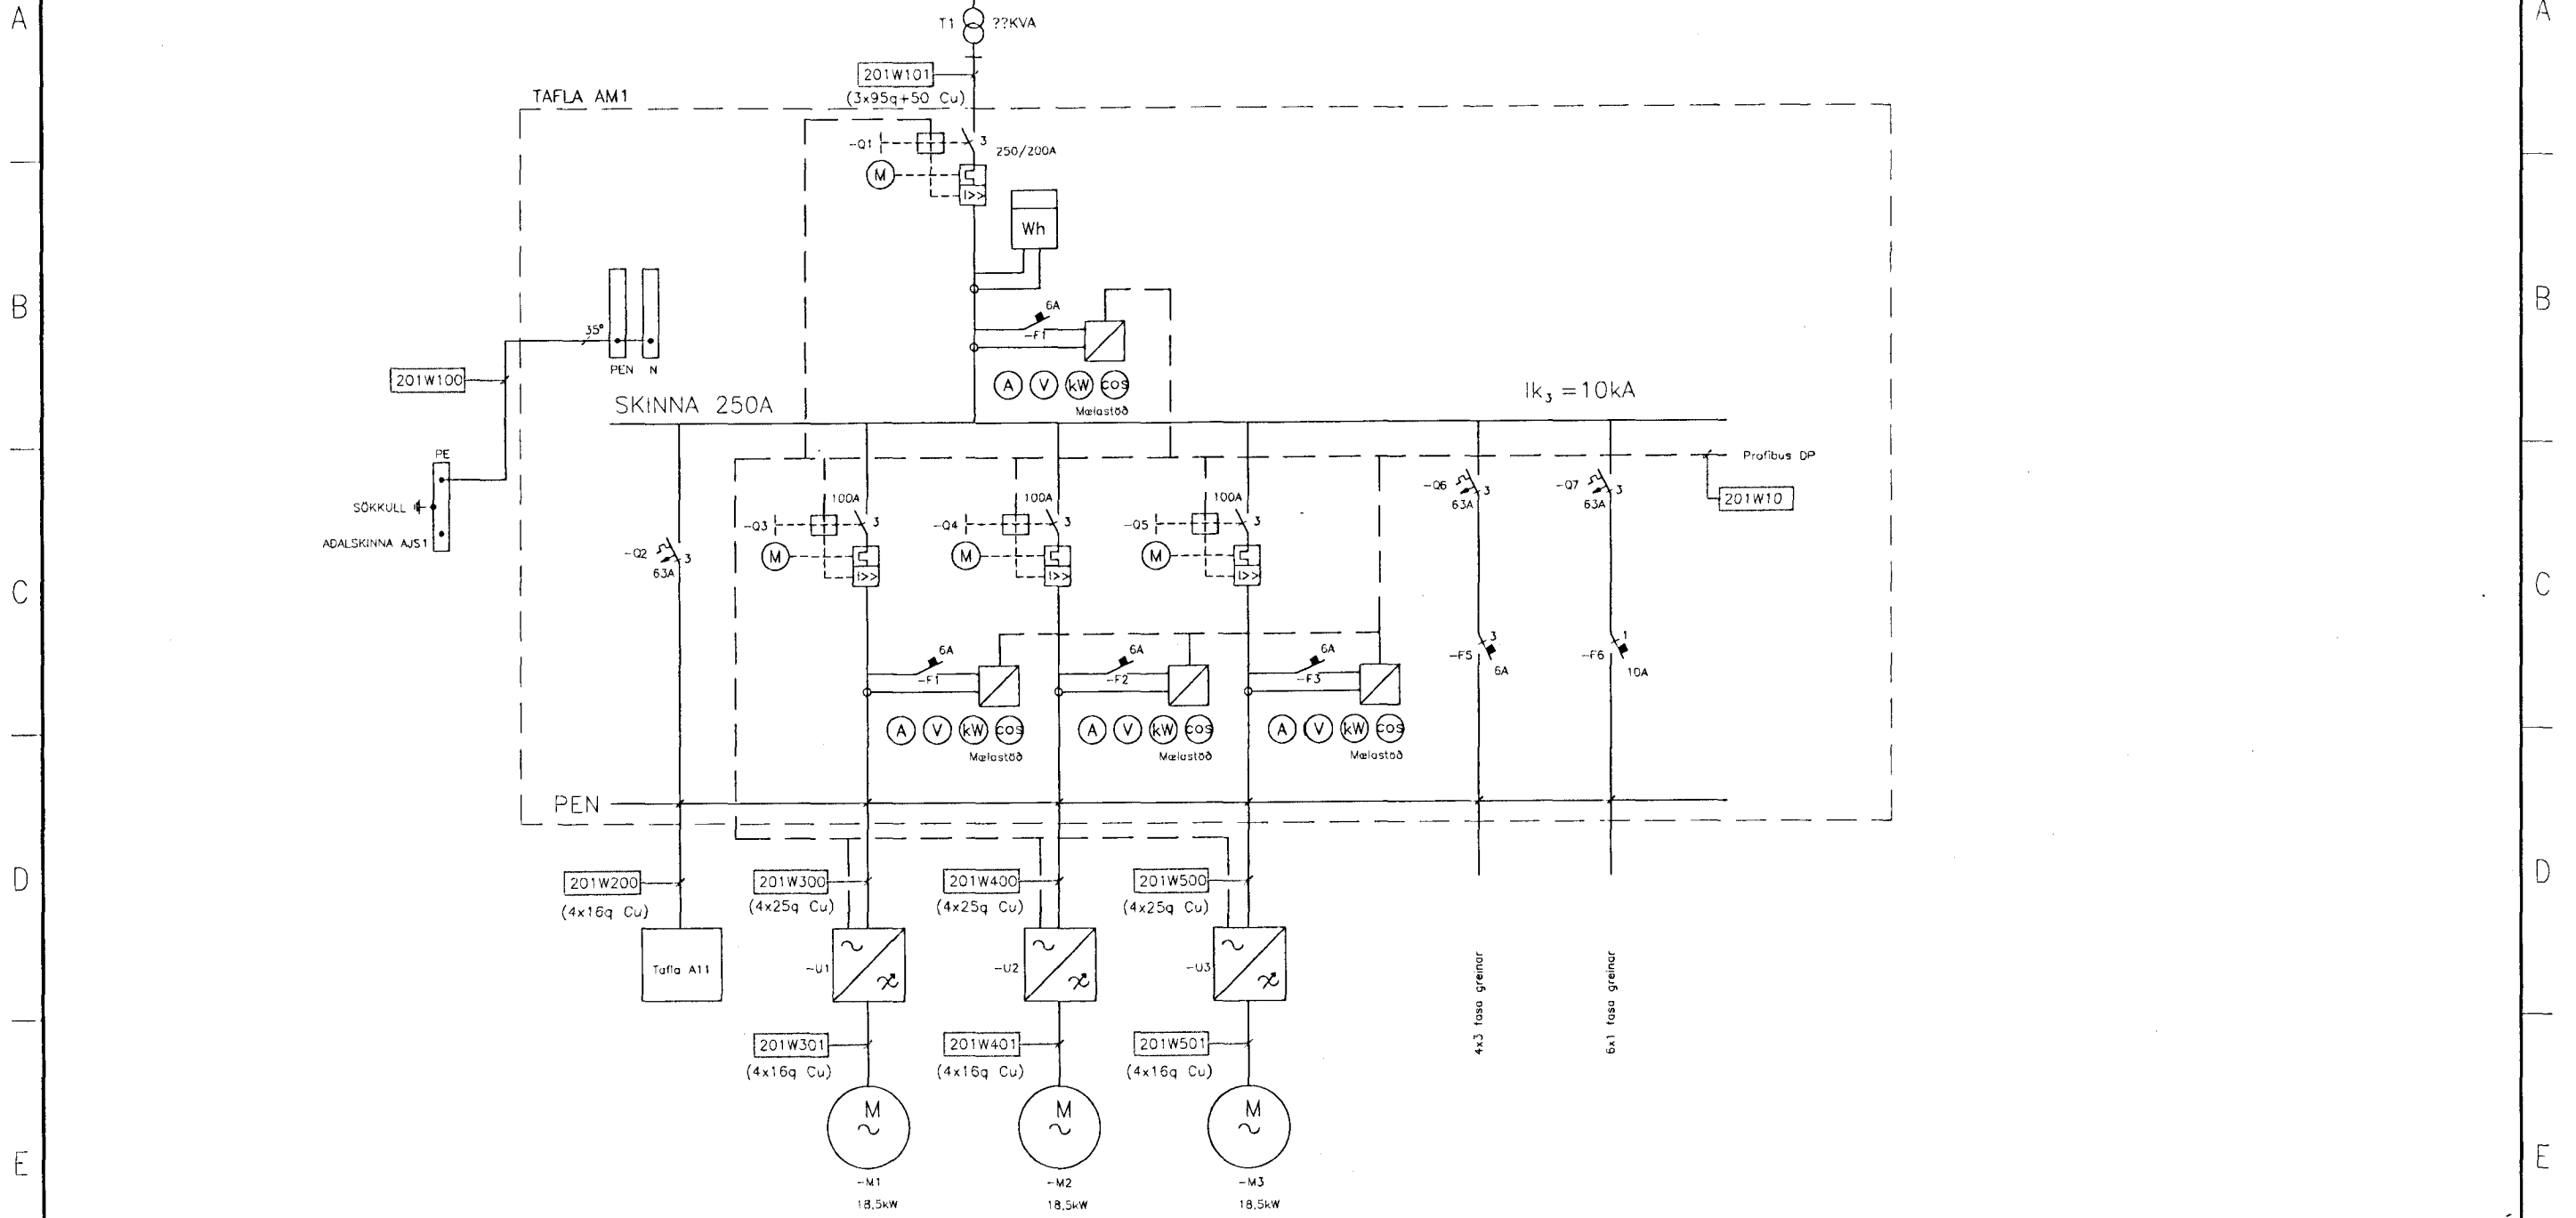 A
A
T1 ??KVA
201W101
(3x95q+50 Cu)
TAFLA AM1
-Q1
3
250/200A
M
I>>
Wh
B
B
6A
-F1
35q
PEN N
201W100
A V kW cos
Mælastöð
SKINNA 250A
Ik3 = 10kA
PE
Profibus DP
-Q6 3
63A
-Q7 3
63A
201W10
SÖKKULL
ADALSKINNA AJS1
100A
100A
100A
-Q3 3
-Q4 3
-Q5 3
-Q2 3
63A
M
M
M
I>>
I>>
I>>
C
C
3
-F5
6A
1
-F6
10A
6A
6A
6A
-F1
-F2
-F3
A V kW cos
A V kW cos
A V kW cos
Mælastöð
Mælastöð
Mælastöð
PEN
D
D
201W200
201W300
201W400
201W500
(4x16q Cu)
(4x25q Cu)
(4x25q Cu)
(4x25q Cu)
Tafla A11
-U1
-U2
-U3
4x3 fasa greinar
6x1 fasa greinar
201W301
201W401
201W501
(4x16q Cu)
(4x16q Cu)
(4x16q Cu)
M
M
M
E
E
-M1
-M2
-M3
18,5kW
18,5kW
18,5kW